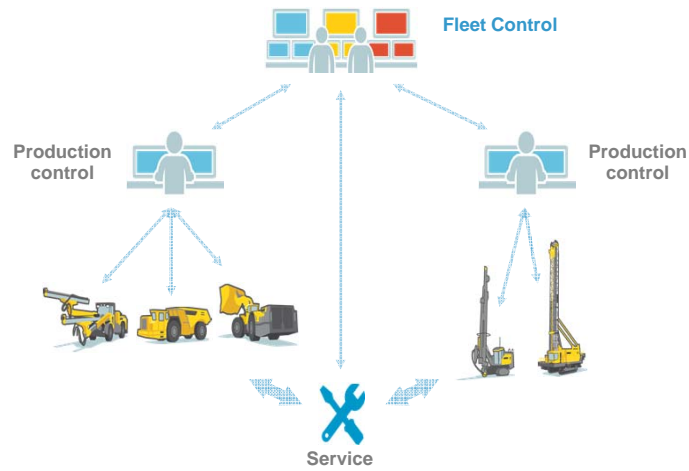 Fleet Control
Production
control
Production
control
Service